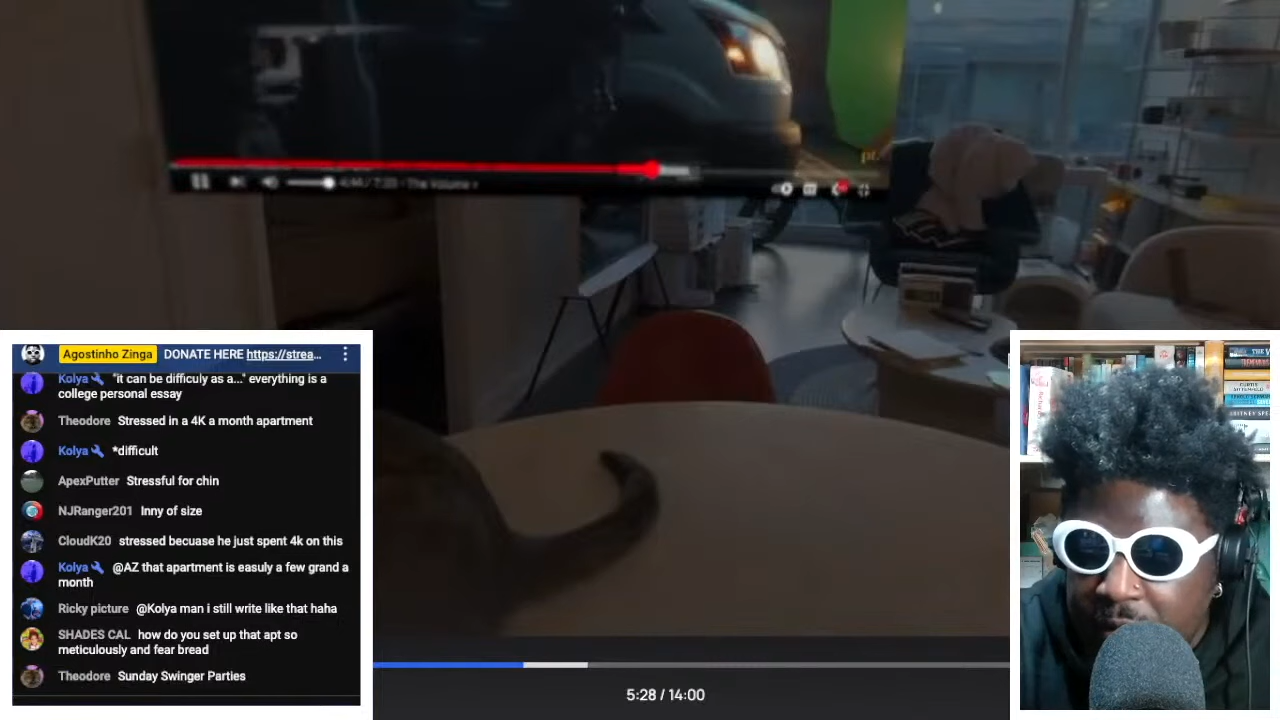 pt.
Agostinho Zinga DONATE HERE https://strea...
Kolya "it can be difficuly as a..." everything is a
college personal essay
Theodore Stressed in a 4K a month apartment
Kolya *difficult
ApexPutter Stressful for chin
NJRanger201 Inny of size
CloudK20 stressed becuase he just spent 4k on this
Kolya @AZ that apartment is easuly a few grand a
month
Ricky picture @Kolya man i still write like that haha
SHADES CAL how do you set up that apt so
meticulously and fear bread
Theodore Sunday Swinger Parties
5:28 / 14:00